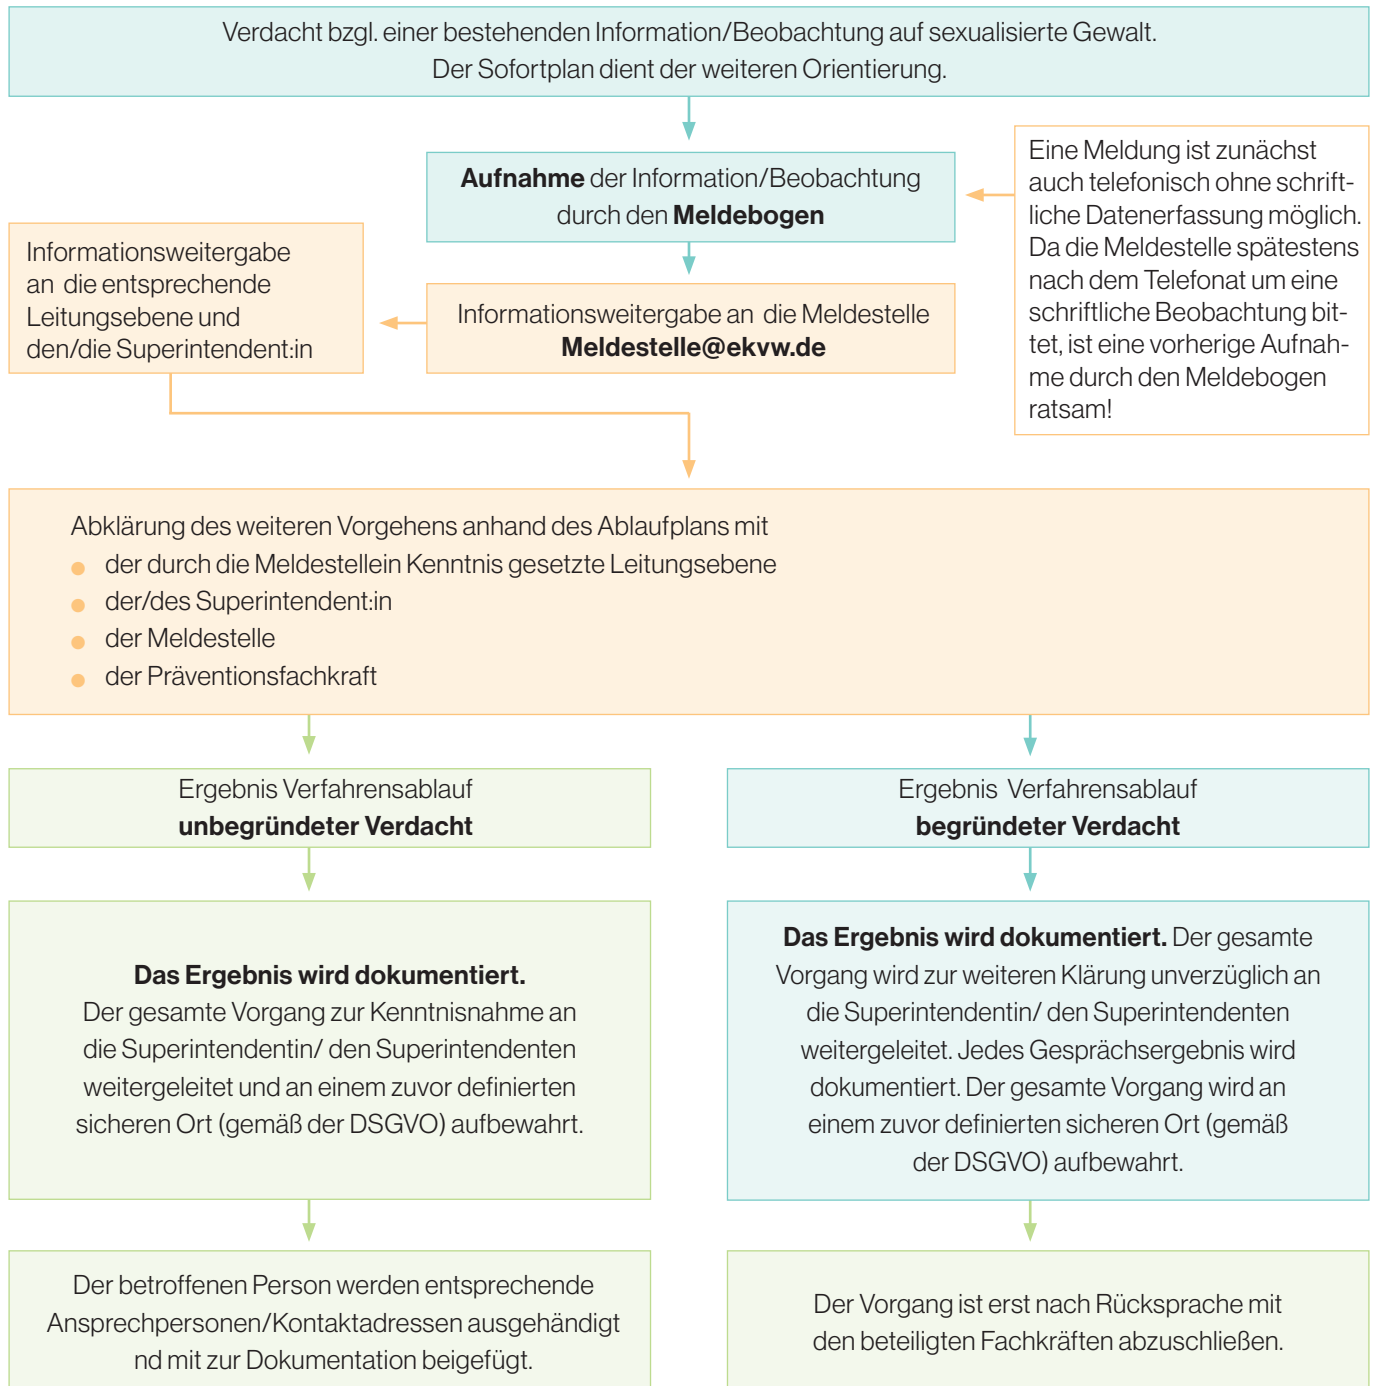 Verdacht bzgl. einer bestehenden Information/Beobachtung auf sexualisierte Gewalt.
Der Sofortplan dient der weiteren Orientierung.
Aufnahme der Information/Beobachtung
durch den Meldebogen
Eine Meldung ist zunächst
auch telefonisch ohne schrift-
liche Datenerfassung möglich.
Da die Meldestelle spätestens
nach dem Telefonat um eine
schriftliche Beobachtung bit-
tet, ist eine vorherige Aufnah-
me durch den Meldebogen
ratsam!
Informationsweitergabe an die Meldestelle
Meldestelle@ekvw.de
Informationsweitergabe
an die entsprechende
Leitungsebene und
den/die Superintendent:in
Abklärung des weiteren Vorgehens anhand des Ablaufplans mit
der durch die Meldestellein Kenntnis gesetzte Leitungsebene
der/des Superintendent:in
der Meldestelle
der Präventionsfachkraft
Ergebnis Verfahrensablauf
unbegründeter Verdacht
Das Ergebnis wird dokumentiert.
Der gesamte Vorgang zur Kenntnisnahme an
die Superintendentin/ den Superintendenten
weitergeleitet und an einem zuvor definierten
sicheren Ort (gemäß der DSGVO) aufbewahrt.
Der betroffenen Person werden entsprechende
Ansprechpersonen/Kontaktadressen ausgehändigt
nd mit zur Dokumentation beigefügt.
Ergebnis Verfahrensablauf
begründeter Verdacht
Das Ergebnis wird dokumentiert. Der gesamte
Vorgang wird zur weiteren Klärung unverzüglich an
die Superintendentin/ den Superintendenten
weitergeleitet. Jedes Gesprächsergebnis wird
dokumentiert. Der gesamte Vorgang wird an
einem zuvor definierten sicheren Ort (gemäß
der DSGVO) aufbewahrt.
Der Vorgang ist erst nach Rücksprache mit
den beteiligten Fachkräften abzuschließen.